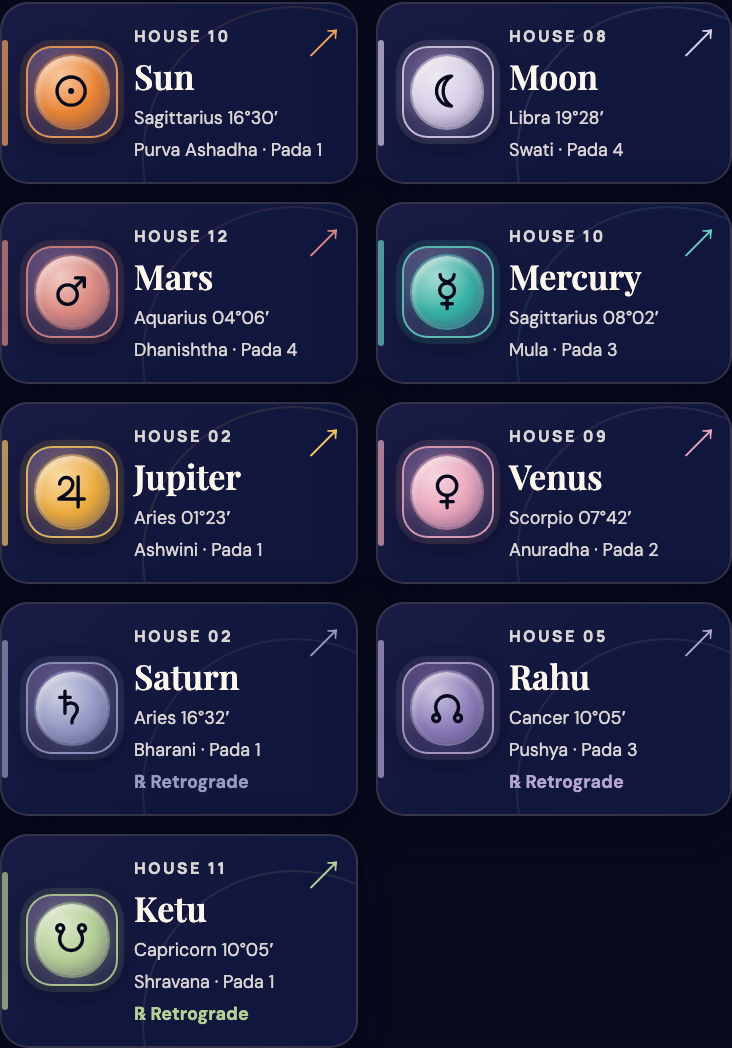 HOUSE 10
Sun
Sagittarius 16°30′
Purva Ashadha · Pada 1
HOUSE 08
Moon
Libra 19°28′
Swati · Pada 4
HOUSE 12
Mars
Aquarius 04°06′
Dhanishtha · Pada 4
HOUSE 10
Mercury
Sagittarius 08°02′
Mula · Pada 3
HOUSE 02
Jupiter
Aries 01°23′
Ashwini · Pada 1
HOUSE 09
Venus
Scorpio 07°42′
Anuradha · Pada 2
HOUSE 02
Saturn
Aries 16°32′
Bharani · Pada 1
℞ Retrograde
HOUSE 05
Rahu
Cancer 10°05′
Pushya · Pada 3
℞ Retrograde
HOUSE 11
Ketu
Capricorn 10°05′
Shravana · Pada 1
℞ Retrograde